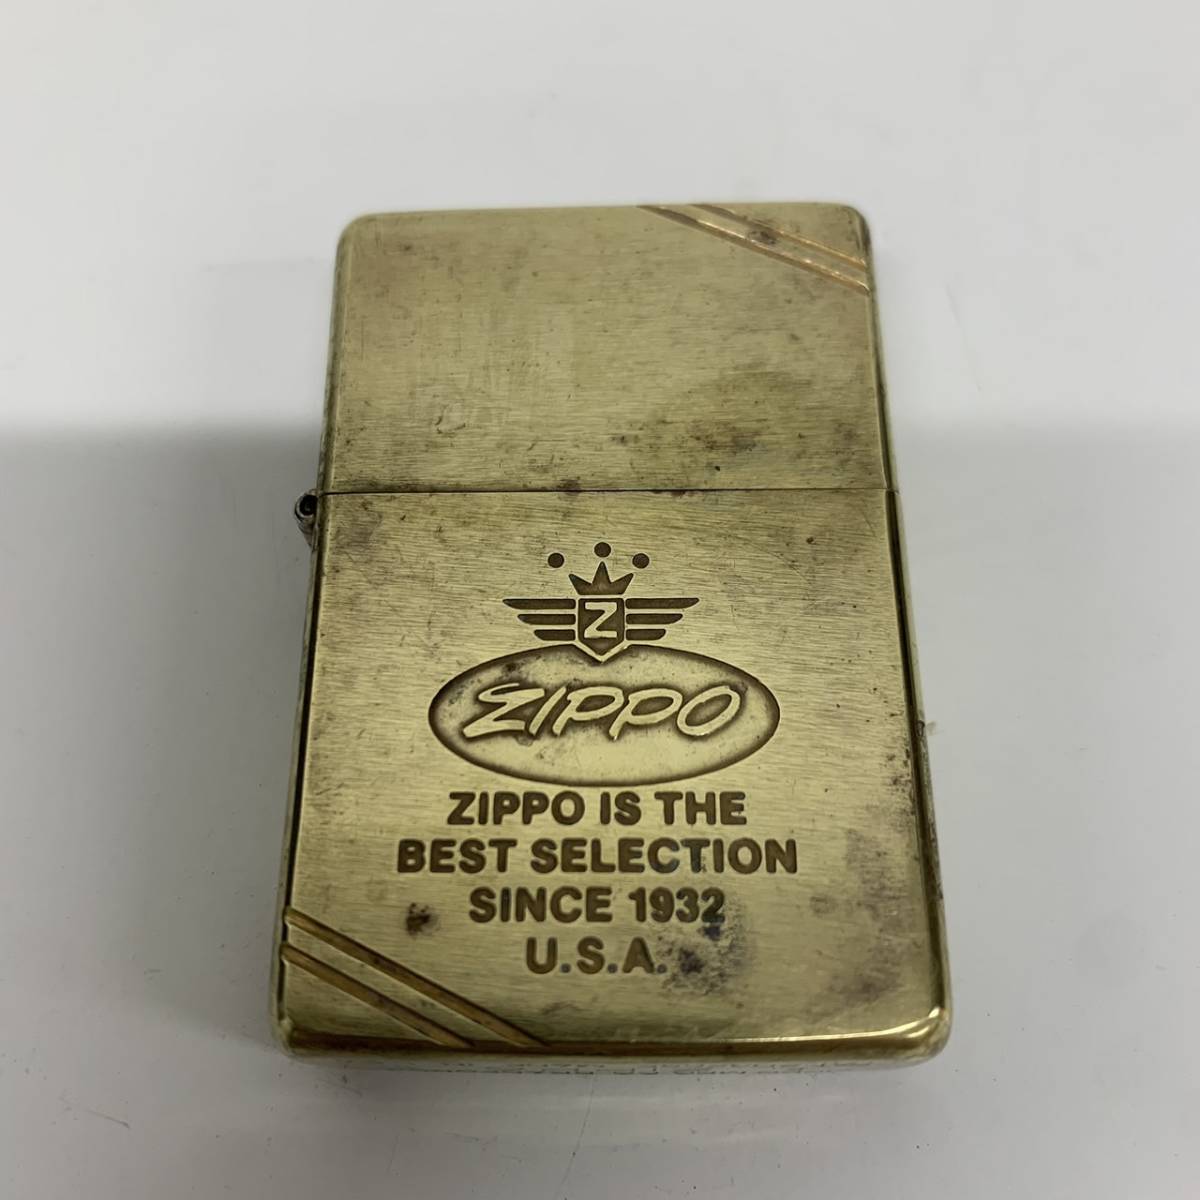 Z
ZIPPO
ZIPPO IS THE
BEST SELECTION
SINCE 1932
U.S.A.